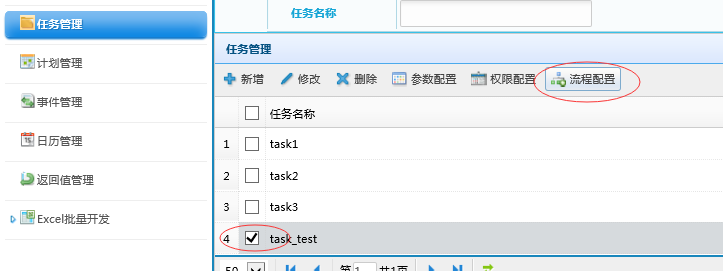 任务管理
计划管理
事件管理
日历管理
返回值管理
Excel批量开发
任务名称
任务管理
新增 修改 删除 参数配置 权限配置 流程配置
任务名称
1 task1
2 task2
3 task3
4 task_test
50 第 1 共1页